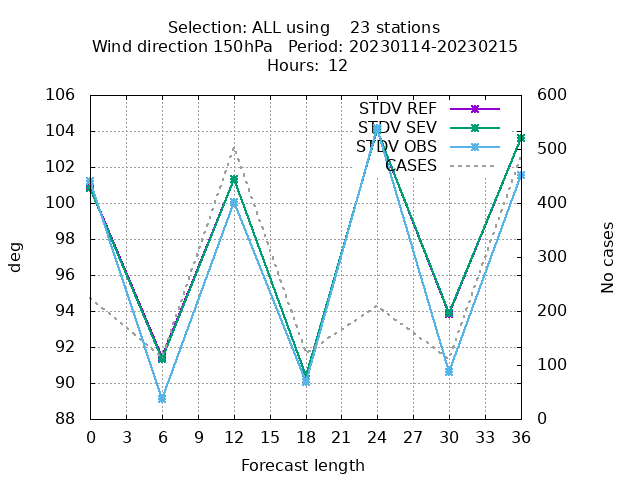 Selection: ALL using    23 stations
Wind direction 150hPa   Period: 20230114-20230215
Hours: 12
106 600
STDV REF
104 STDV SEV
STDV OBS 500
102 CASES
100 400
98
deg 96 300 No cases
94 200
92
90 100
88 0
0 3 6 9 12 15 18 21 24 27 30 33 36
Forecast length